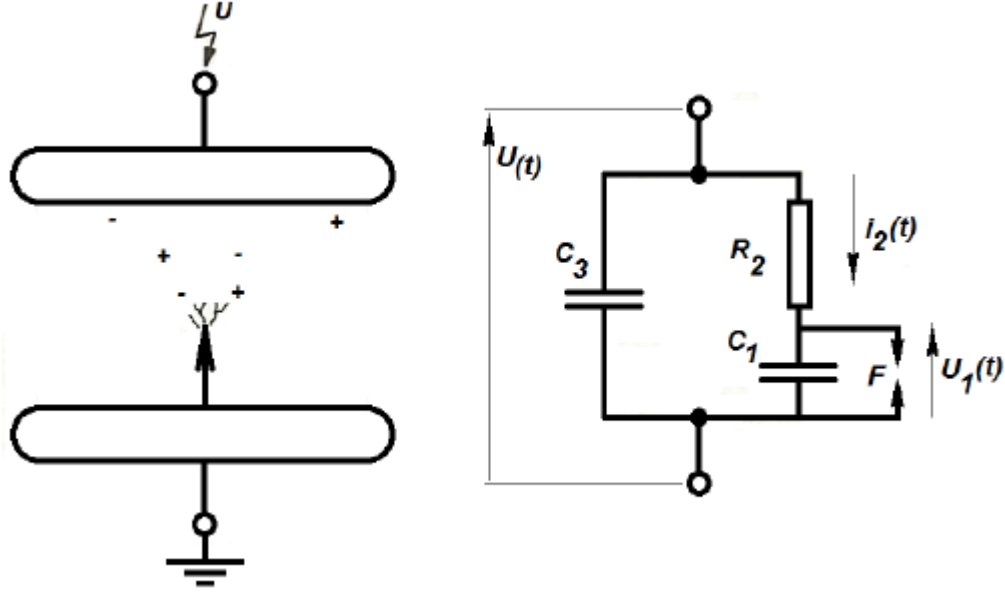 U
- +
+ -
- +
U(t)
C3
R2
i2(t)
C1
F
U1(t)